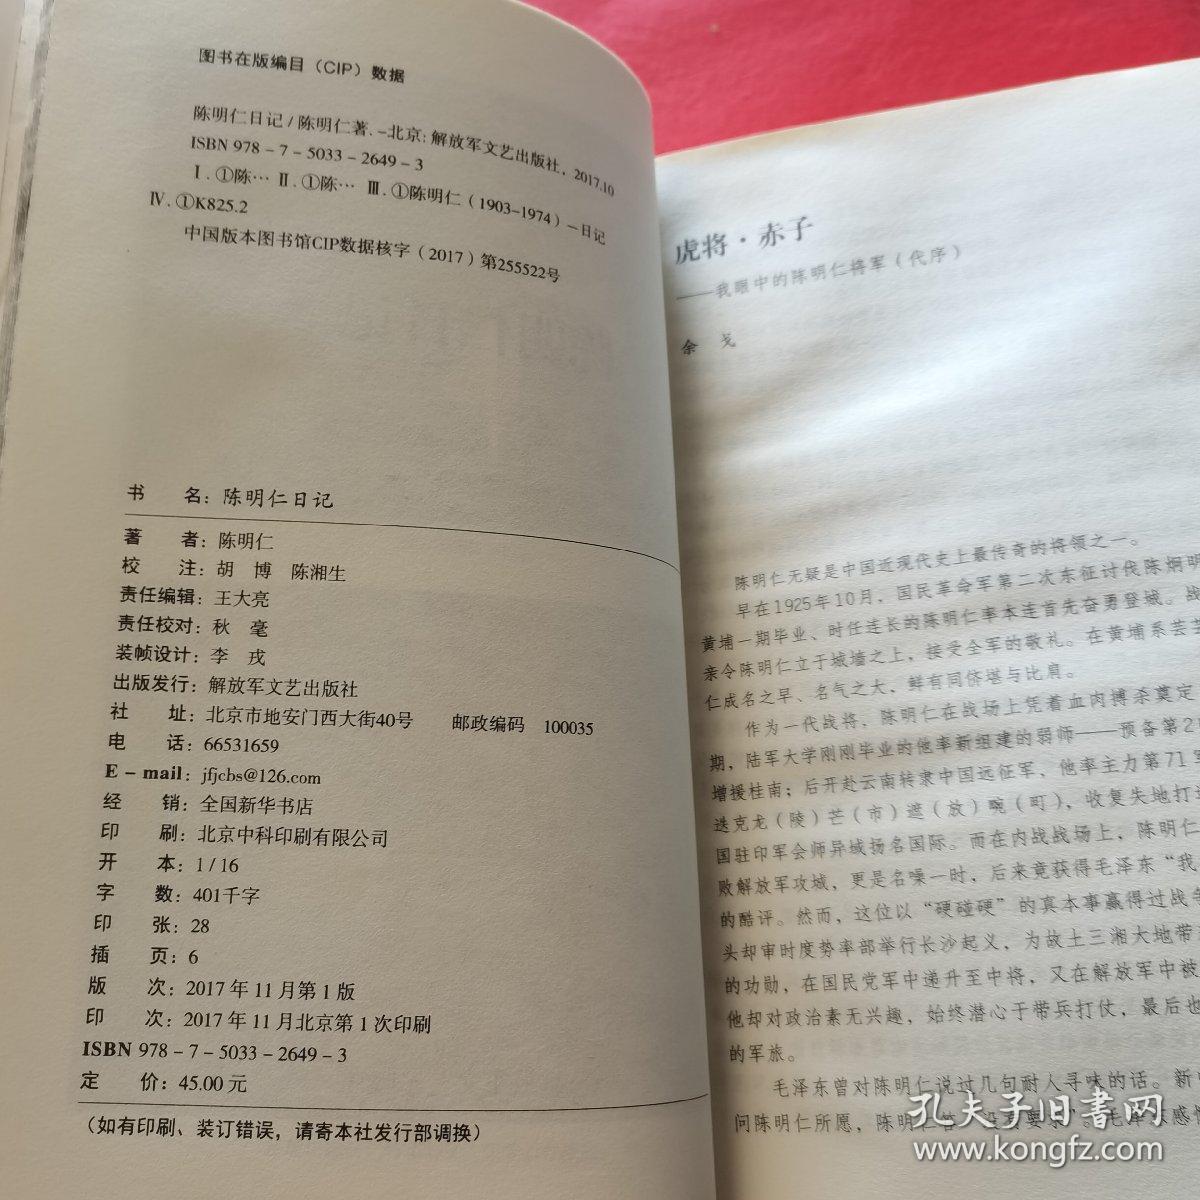 图书在版编目（CIP）数据
陈明仁日记/陈明仁著.–北京：解放军文艺出版社，2017.10
ISBN 978-7-5033-2649-3
Ⅰ.①陈… Ⅱ.①陈… Ⅲ.①陈明仁（1903-1974）–日记
Ⅳ.①K825.2
中国版本图书馆CIP数据核字（2017）第255522号
书 名：陈明仁日记
著 者：陈明仁
校 注：胡 博 陈湘生
责任编辑：王大亮
责任校对：秋 毫
装帧设计：李 戎
出版发行：解放军文艺出版社
社 址：北京市地安门西大街40号 邮政编码 100035
电 话：66531659
E-mail：jfjcbs@126.com
经 销：全国新华书店
印 刷：北京中科印刷有限公司
开 本：1/16
字 数：401千字
印 张：28
插 页：6
版 次：2017年11月第1版
印 次：2017年11月北京第1次印刷
ISBN 978-7-5033-2649-3
定 价：45.00元
（如有印刷、装订错误，请寄本社发行部调换）
虎将·赤子
——我眼中的陈明仁将军（代序）
余 戈
陈明仁无疑是中国近现代史上最传奇的将领之一。
早在1925年10月，国民革命军第二次东征讨伐陈炯明
黄埔一期毕业、时任连长的陈明仁率本连首先奋勇登城。战
亲令陈明仁立于城墙之上，接受全军的敬礼。在黄埔系芸芸
仁成名之早、名气之大，鲜有同侪堪与比肩。
作为一代战将，陈明仁在战场上凭着血肉搏杀奠定
期，陆军大学刚刚毕业的他率新组建的弱师——预备第2
增援桂南；后开赴云南转隶中国远征军，他率主力第71军
迭克龙（陵）芒（市）遮（放）畹（町），收复失地打通
国驻印军会师异域扬名国际。而在内战战场上，陈明仁
败解放军攻城，更是名噪一时，后来竟获得毛泽东“我
的酷评。然而，这位以“硬碰硬”的真本事赢得过战争
头却审时度势率部举行长沙起义，为故土三湘大地带
的功勋，在国民党军中递升至中将，又在解放军中被
他却对政治素无兴趣，始终潜心于带兵打仗，最后也
的军旅。
毛泽东曾对陈明仁说过几句耐人寻味的话。新
问陈明仁所愿，陈明仁答“没有要求”。毛泽东感
孔夫子旧书网
www.kongfz.com